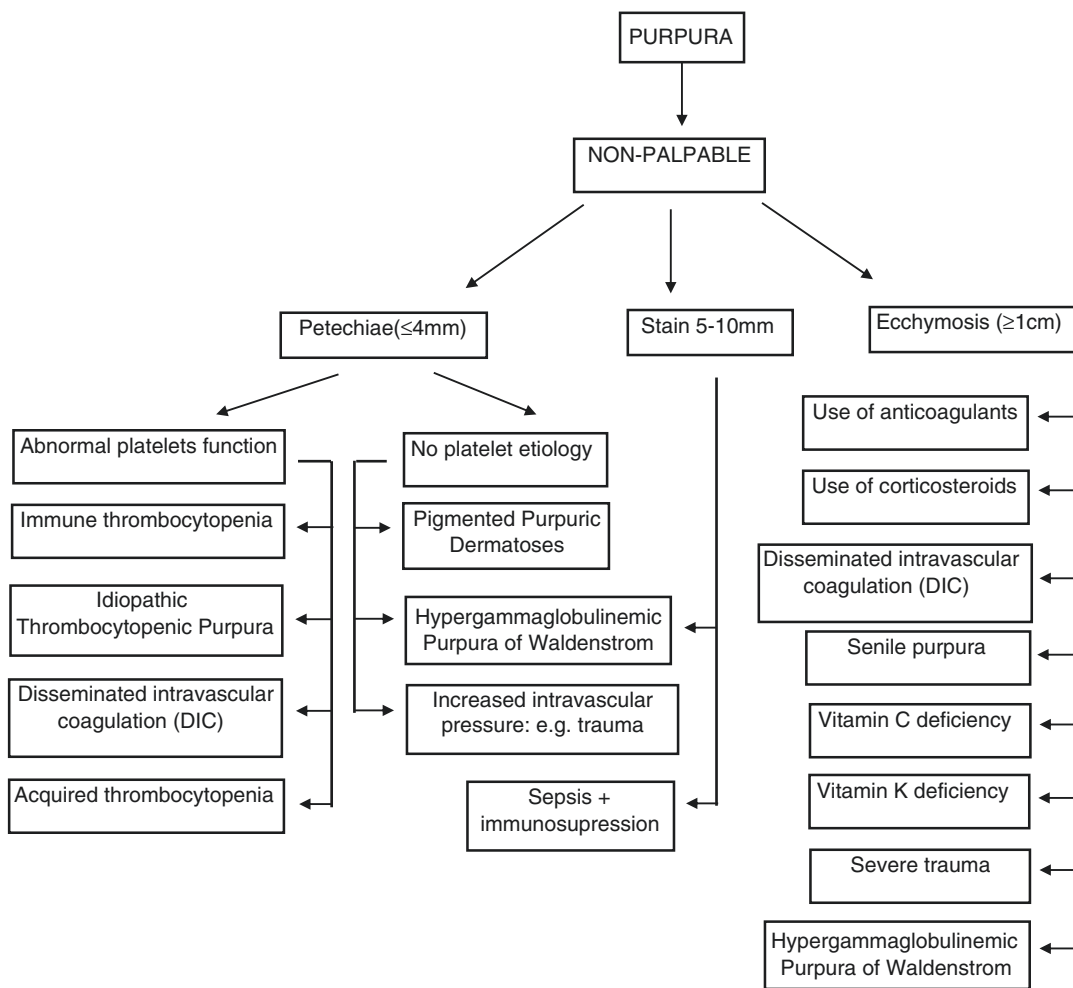 PURPURA
NON-PALPABLE
Petechiae(≤4mm)
Stain 5-10mm
Ecchymosis (≥1cm)
Abnormal platelets function
Immune thrombocytopenia
Idiopathic
Thrombocytopenic Purpura
Disseminated intravascular
coagulation (DIC)
Acquired thrombocytopenia
No platelet etiology
Pigmented Purpuric
Dermatoses
Hypergammaglobulinemic
Purpura of Waldenstrom
Increased intravascular
pressure: e.g. trauma
Sepsis +
immunosupression
Use of anticoagulants
Use of corticosteroids
Disseminated intravascular
coagulation (DIC)
Senile purpura
Vitamin C deficiency
Vitamin K deficiency
Severe trauma
Hypergammaglobulinemic
Purpura of Waldenstrom